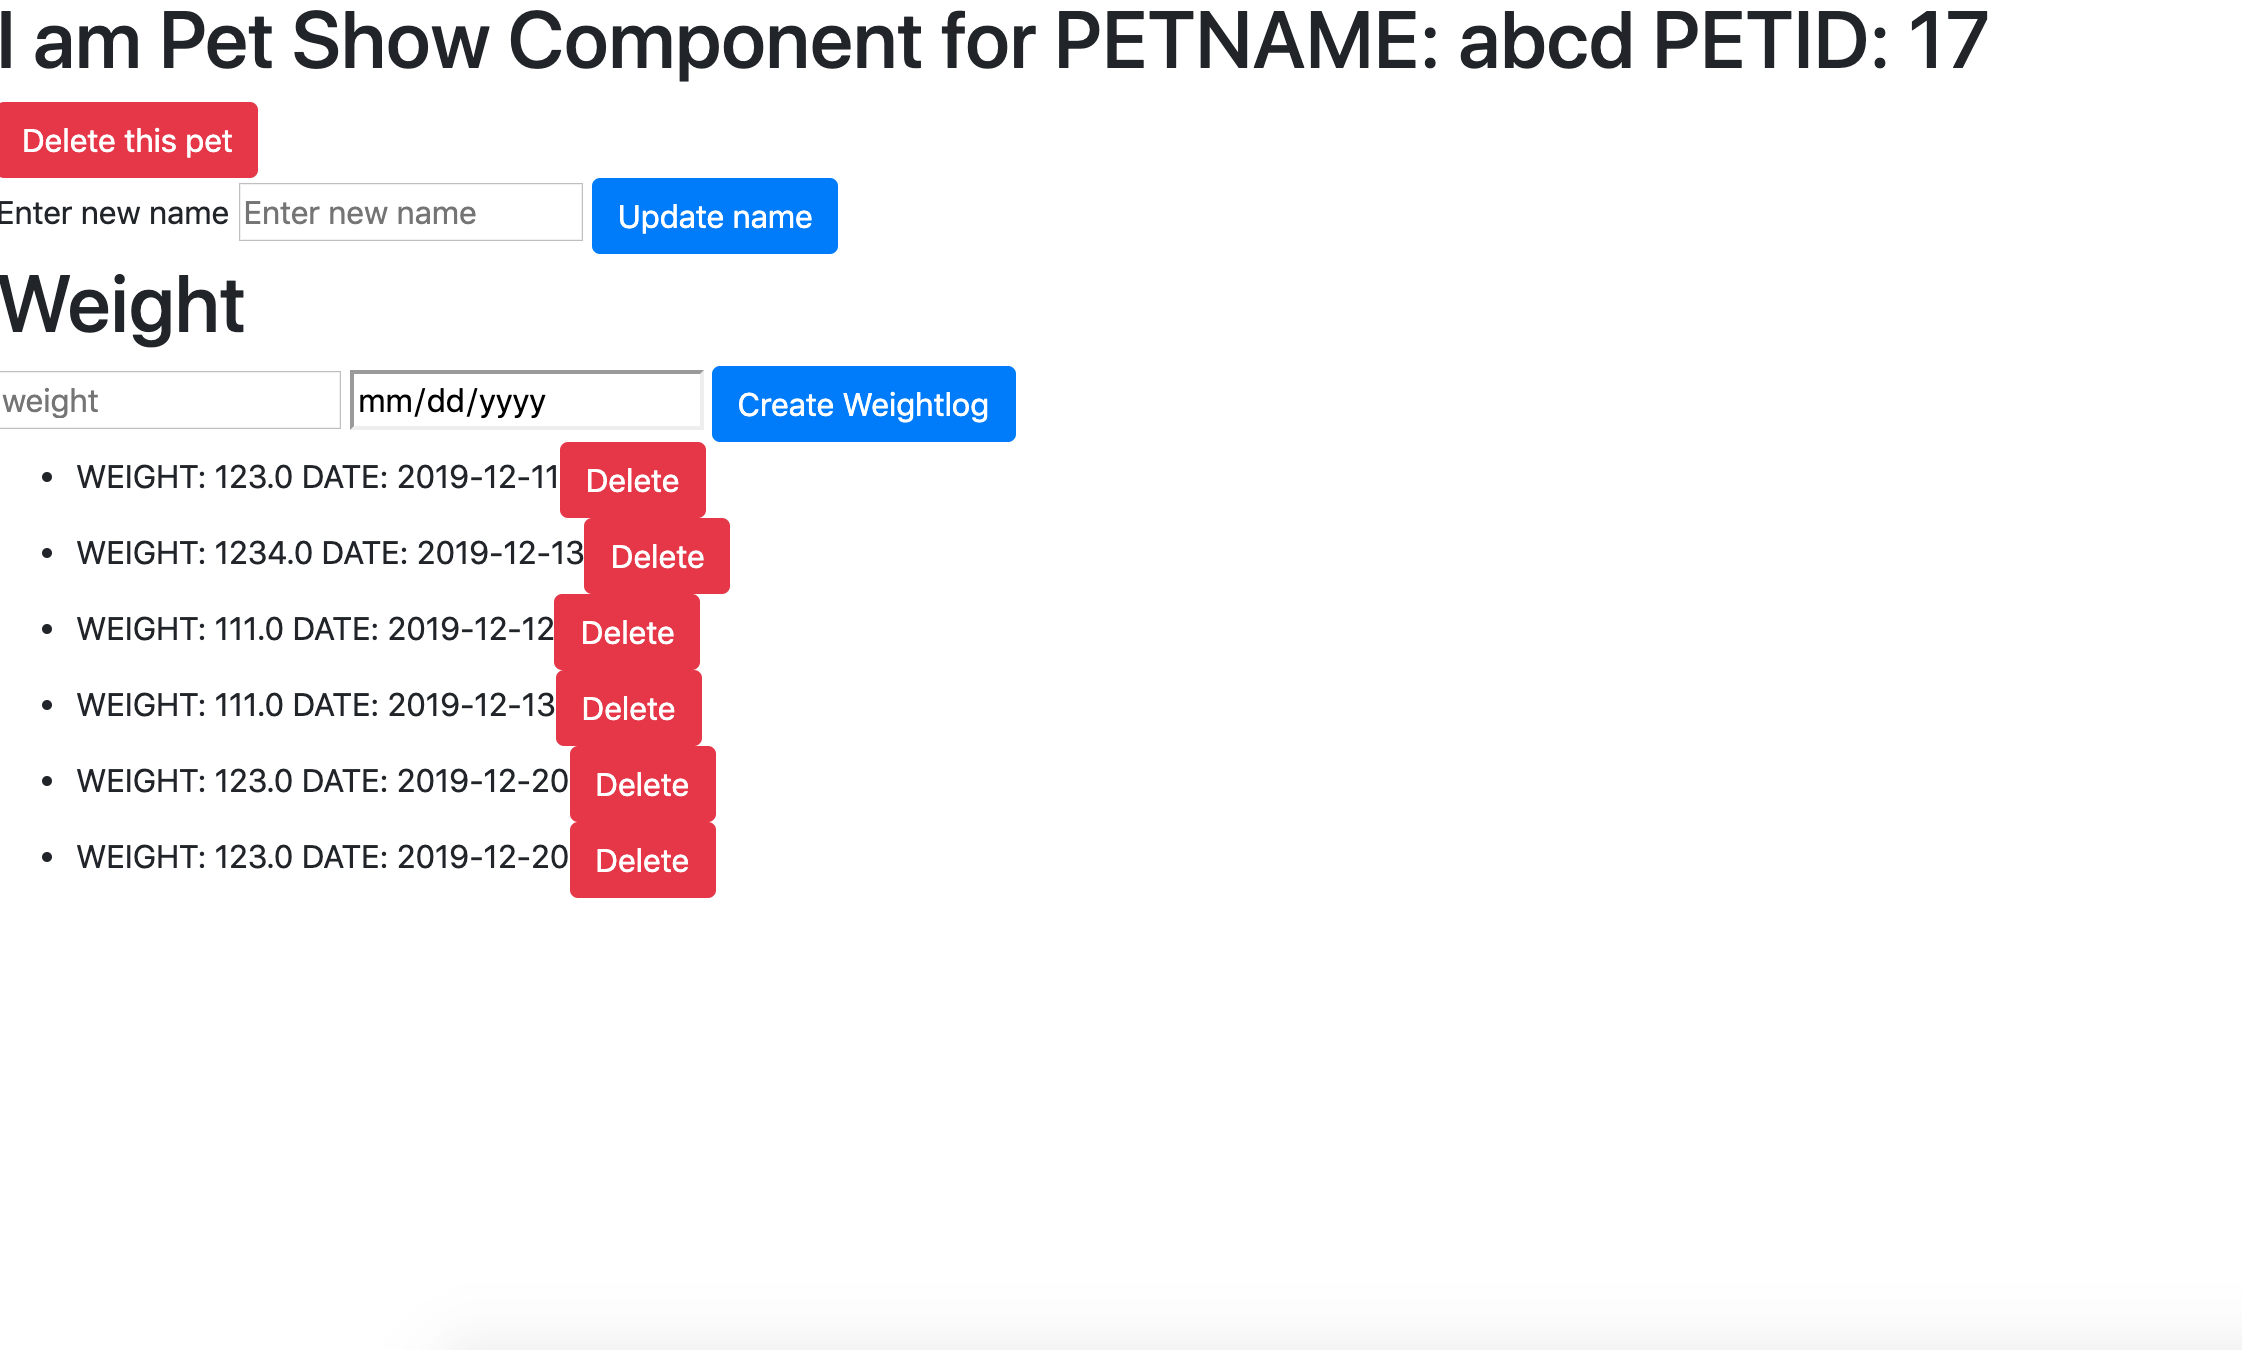 I am Pet Show Component for PETNAME: abcd PETID: 17
Delete this pet
Enter new name Enter new name Update name
Weight
weight mm/dd/yyyy Create Weightlog
• WEIGHT: 123.0 DATE: 2019-12-11 Delete
• WEIGHT: 1234.0 DATE: 2019-12-13 Delete
• WEIGHT: 111.0 DATE: 2019-12-12 Delete
• WEIGHT: 111.0 DATE: 2019-12-13 Delete
• WEIGHT: 123.0 DATE: 2019-12-20 Delete
• WEIGHT: 123.0 DATE: 2019-12-20 Delete